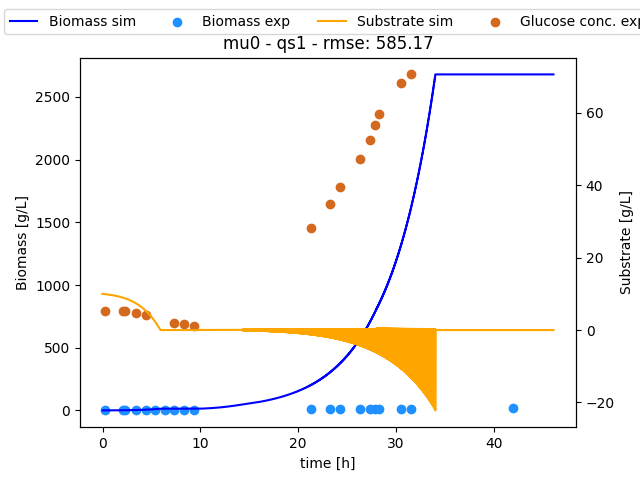 Biomass sim Biomass exp Substrate sim Glucose conc. exp
mu0 - qs1 - rmse: 585.17
2500
2000
1500
1000
500
0
Biomass [g/L]
60
40
20
0
−20
Substrate [g/L]
0 10 20 30 40
time [h]